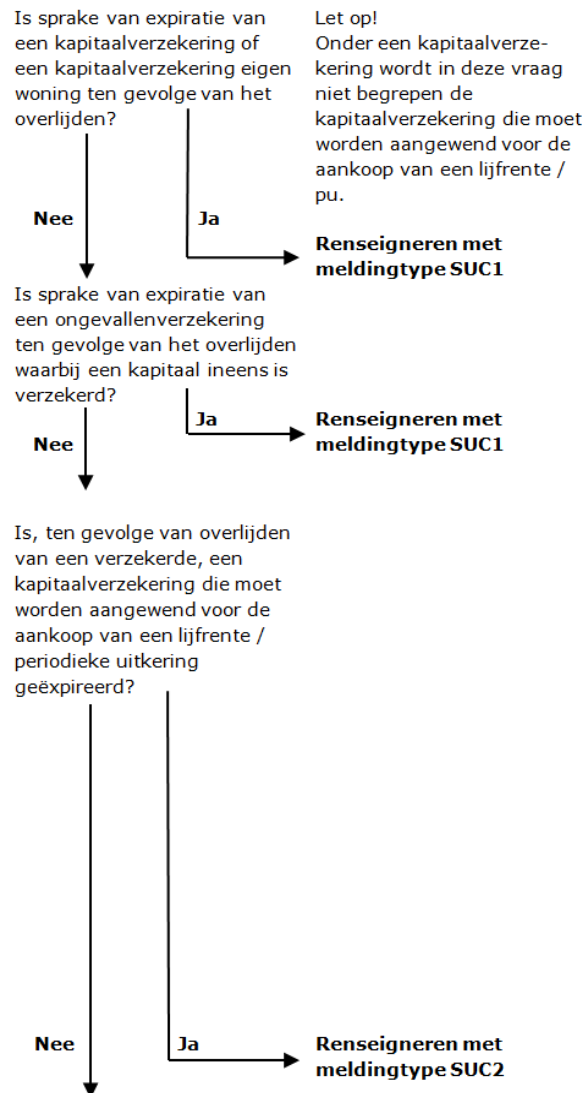 Is sprake van expiratie van
een kapitaalverzekering of
een kapitaalverzekering eigen
woning ten gevolge van het
overlijden?
Let op!
Onder een kapitaalverze-
kering wordt in deze vraag
niet begrepen de
kapitaalverzekering die moet
worden aangewend voor de
aankoop van een lijfrente /
pu.
Nee
Ja
Renseigneren met
meldingtype SUC1
Is sprake van expiratie van
een ongevallenverzekering
ten gevolge van het overlijden
waarbij een kapitaal ineens is
verzekerd?
Nee
Ja
Renseigneren met
meldingtype SUC1
Is, ten gevolge van overlijden
van een verzekerde, een
kapitaalverzekering die moet
worden aangewend voor de
aankoop van een lijfrente /
periodieke uitkering
geëxpireerd?
Nee
Ja
Renseigneren met
meldingtype SUC2